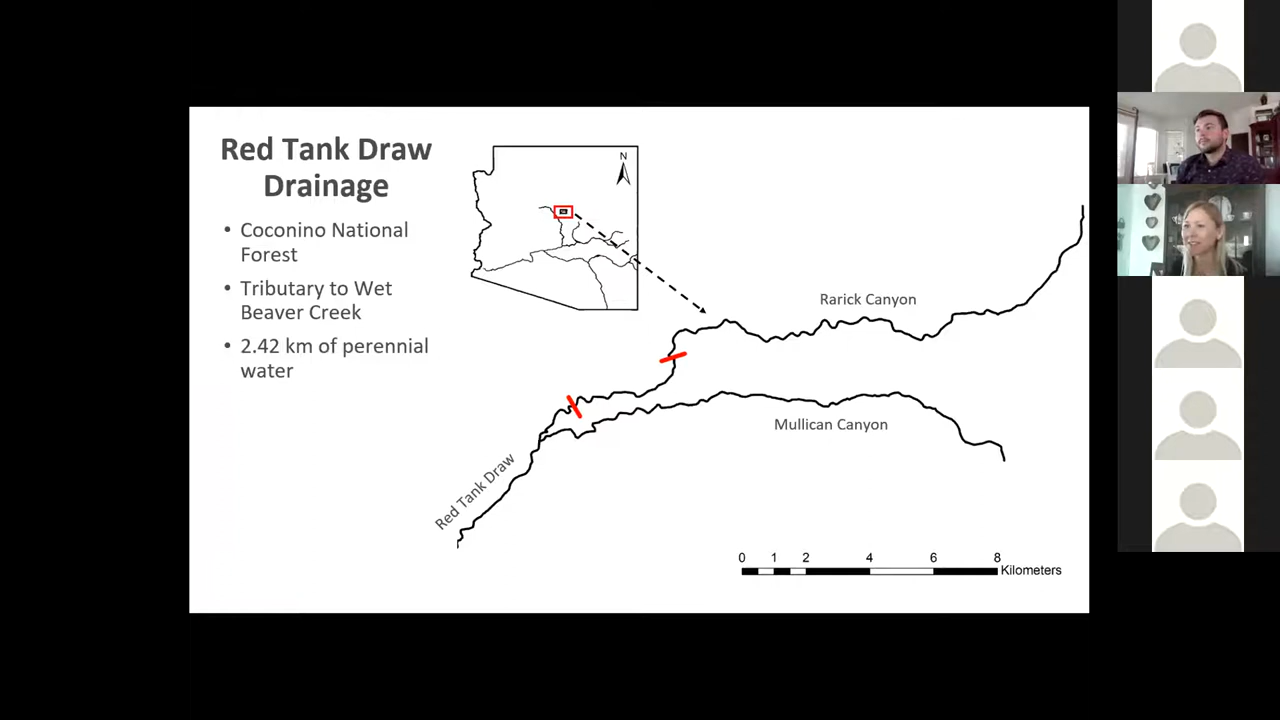 Red Tank Draw
Drainage
• Coconino National
Forest
• Tributary to Wet
Beaver Creek
• 2.42 km of perennial
water
N
Rarick Canyon
Mullican Canyon
Red Tank Draw
0 1 2 4 6 8
Kilometers